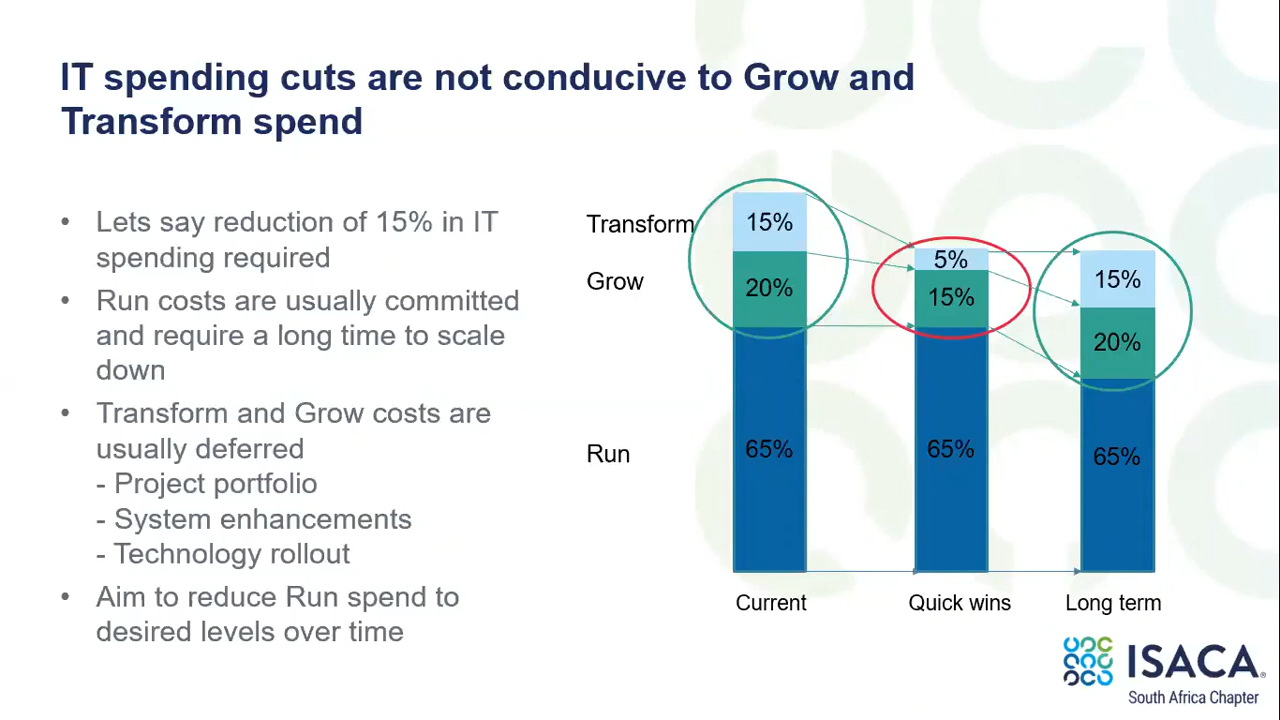 IT spending cuts are not conducive to Grow and
Transform spend
• Lets say reduction of 15% in IT
spending required
• Run costs are usually committed
and require a long time to scale
down
• Transform and Grow costs are
usually deferred
- Project portfolio
- System enhancements
- Technology rollout
• Aim to reduce Run spend to
desired levels over time
Transform
Grow
Run
15%
20%
65%
Current
5%
15%
65%
Quick wins
15%
20%
65%
Long term
ISACA®
South Africa Chapter